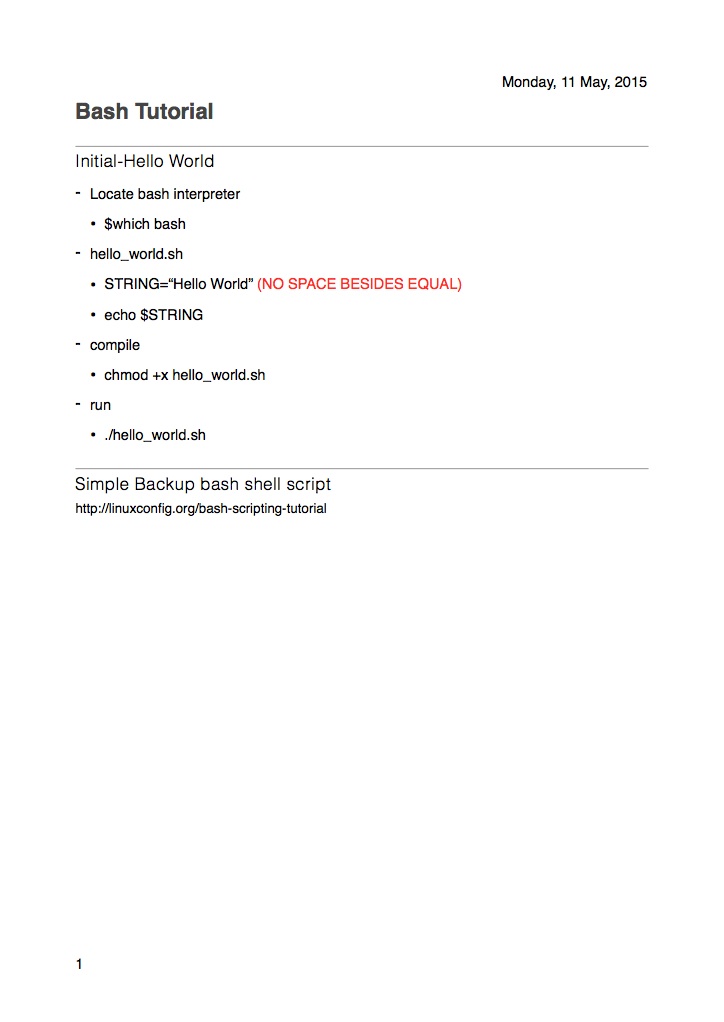 Monday, 11 May, 2015
Bash Tutorial
Initial-Hello World
- Locate bash interpreter
• $which bash
- hello_world.sh
• STRING=“Hello World” (NO SPACE BESIDES EQUAL)
• echo $STRING
- compile
• chmod +x hello_world.sh
- run
• ./hello_world.sh
Simple Backup bash shell script
http://linuxconfig.org/bash-scripting-tutorial
1